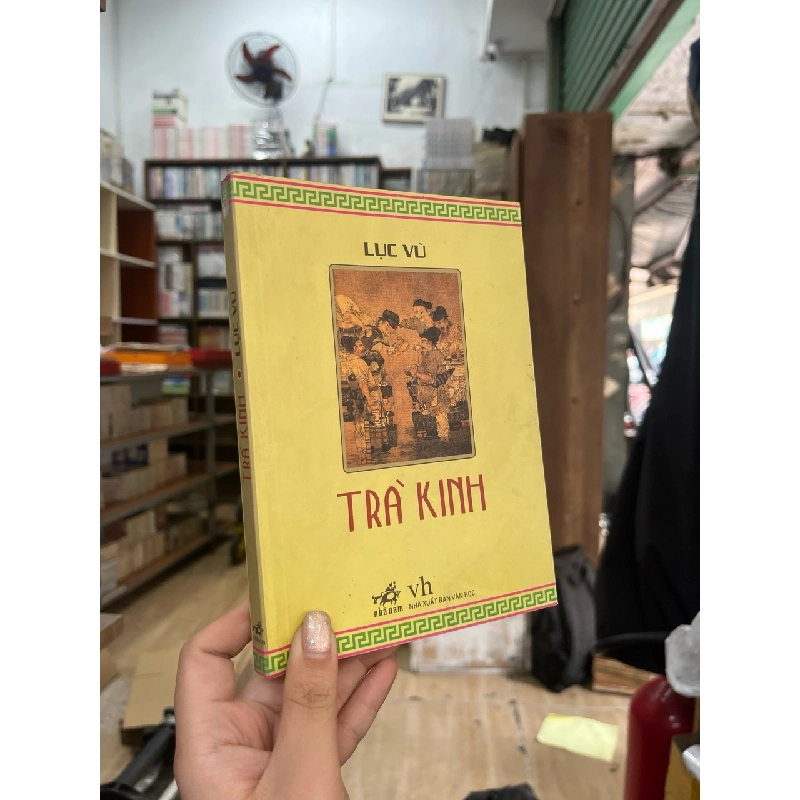 LỤC VŨ
TRÀ KINH
nhã nam
vh
NHÀ XUẤT BẢN VĂN HỌC
TRÀ KINH • LỤC VŨ